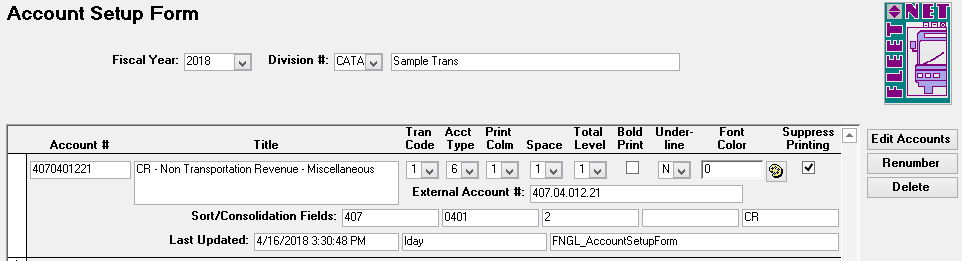 Account Setup Form
FLEET NET
Fiscal Year: 2018 Division #: CATA Sample Trans
Account # Title Tran Code Acct Type Print Colm Space Total Level Bold Print Under-line Font Color Suppress Printing
4070401221 CR - Non Transportation Revenue - Miscellaneous 1 6 1 1 1 N 0
External Account #: 407.04.012.21
Sort/Consolidation Fields: 407 0401 2 CR
Last Updated: 4/16/2018 3:30:48 PM lday FNGL_AccountSetupForm
Edit Accounts
Renumber
Delete